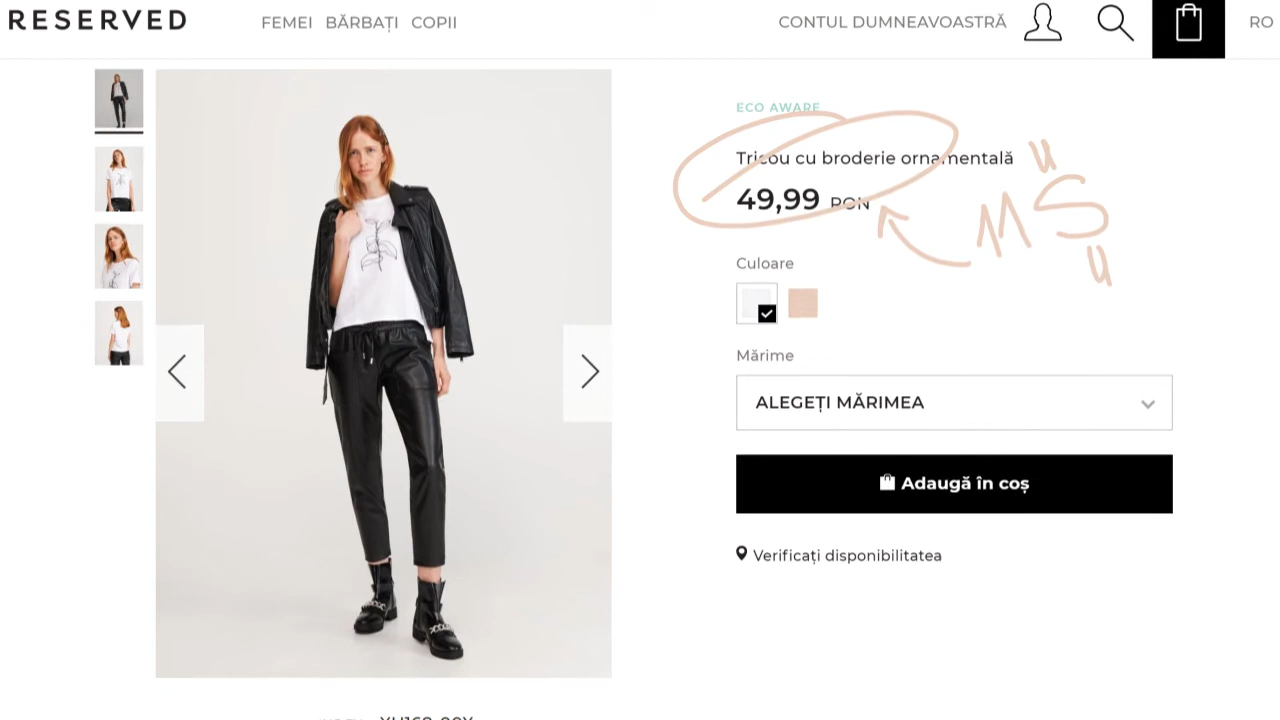 RESERVED FEMEI BĂRBAȚI COPII CONTUL DUMNEAVOASTRĂ RO
ECO AWARE
Tricou cu broderie ornamentală
49,99 RON
"S"
Culoare
Mărime
ALEGEȚI MĂRIMEA
Adaugă în coș
Verificați disponibilitatea